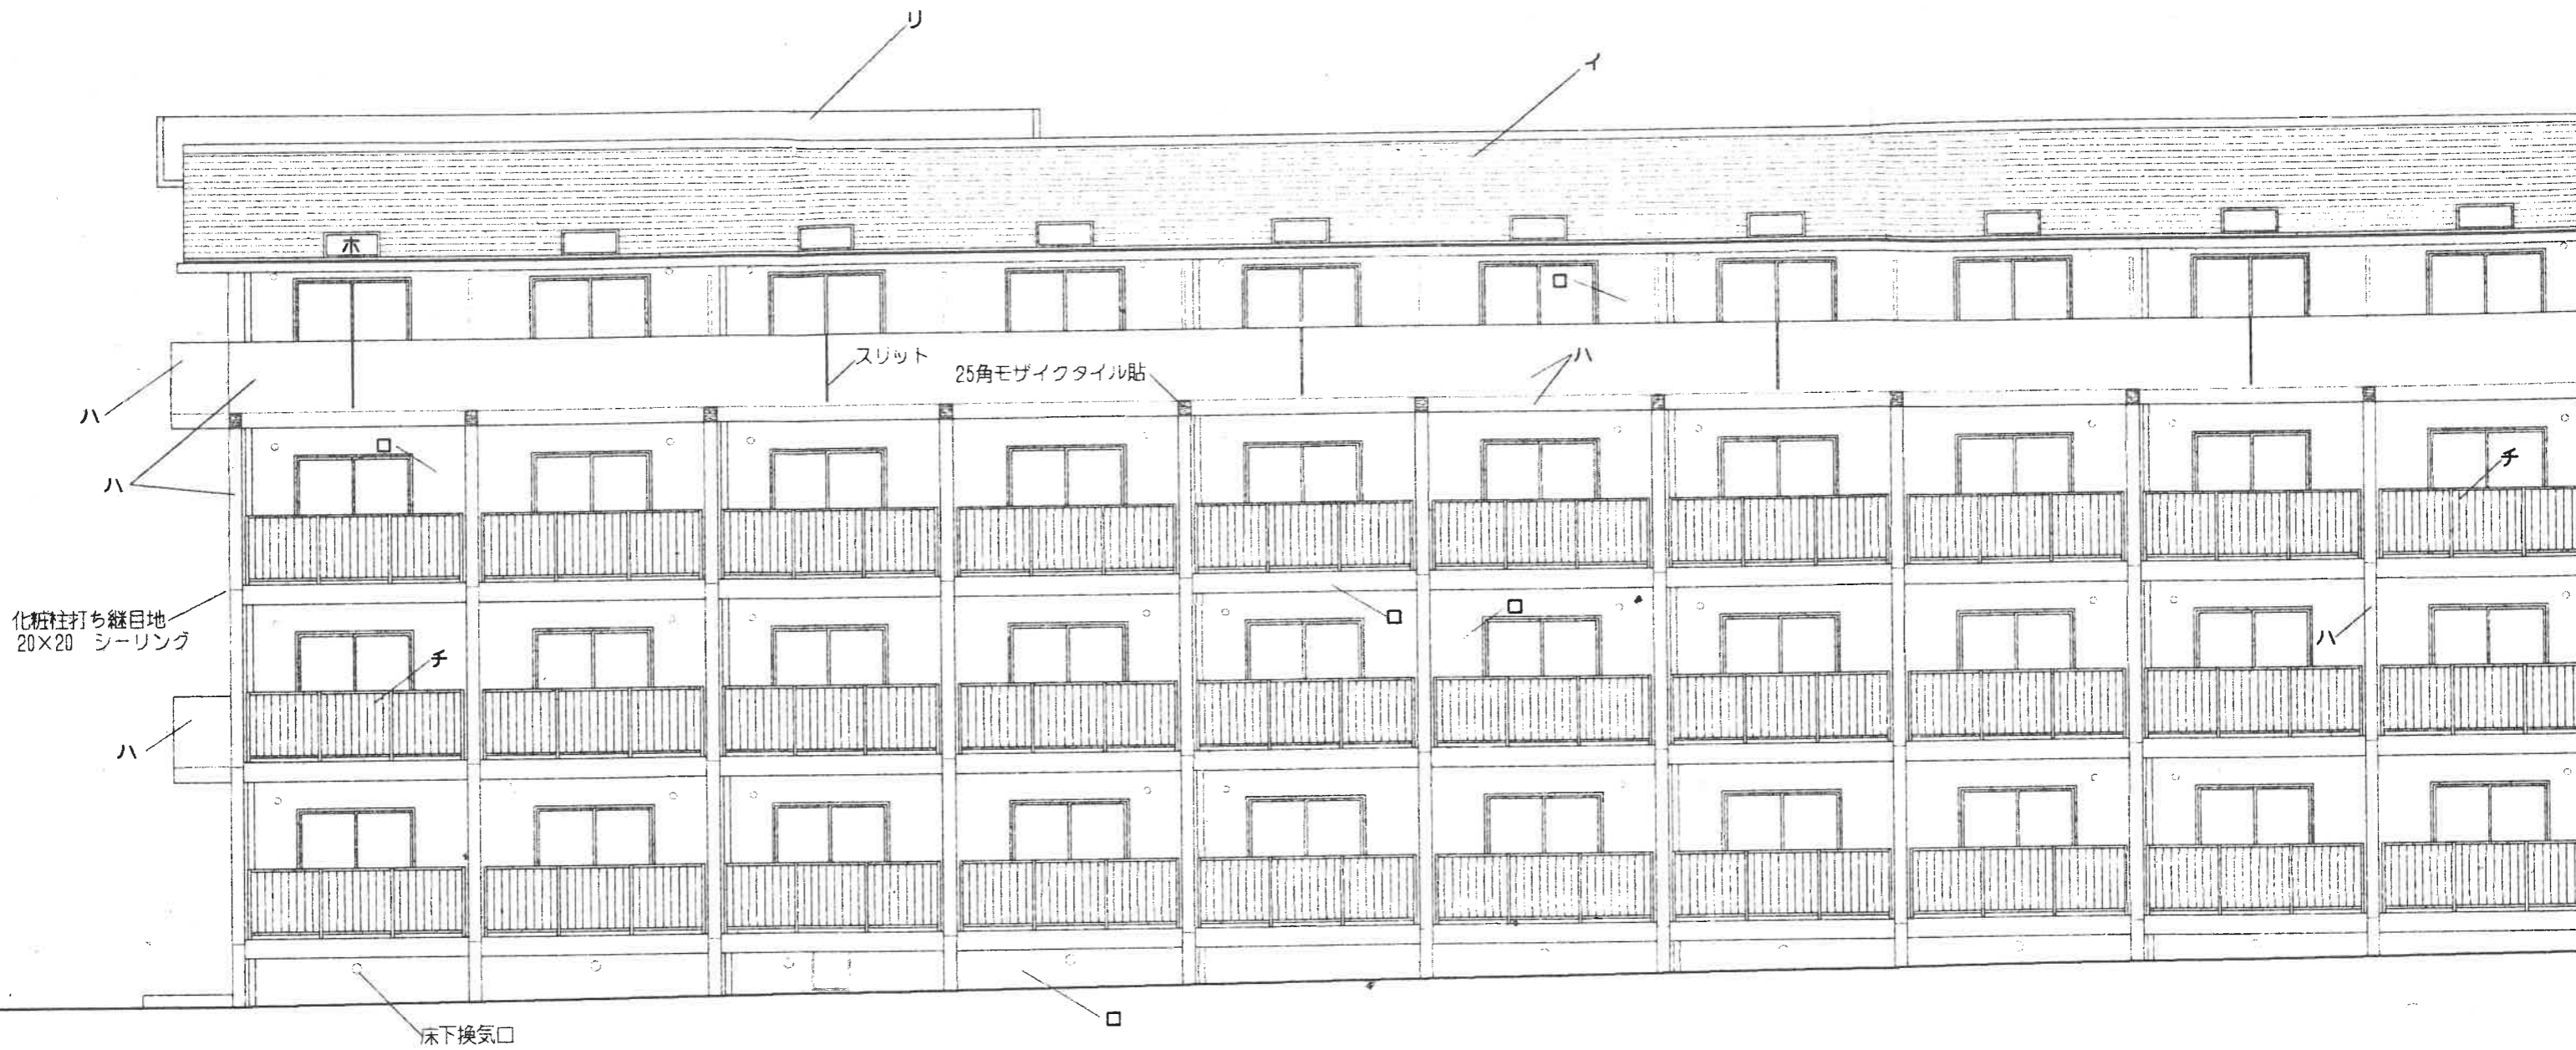 リ
イ
ホ
ロ
スリット
25角モザイクタイル貼
ハ
ハ
ロ
ハ
チ
化粧柱打ち継目地
20×20 シーリング
ロ
ロ
チ
ハ
ハ
ロ
床下換気口